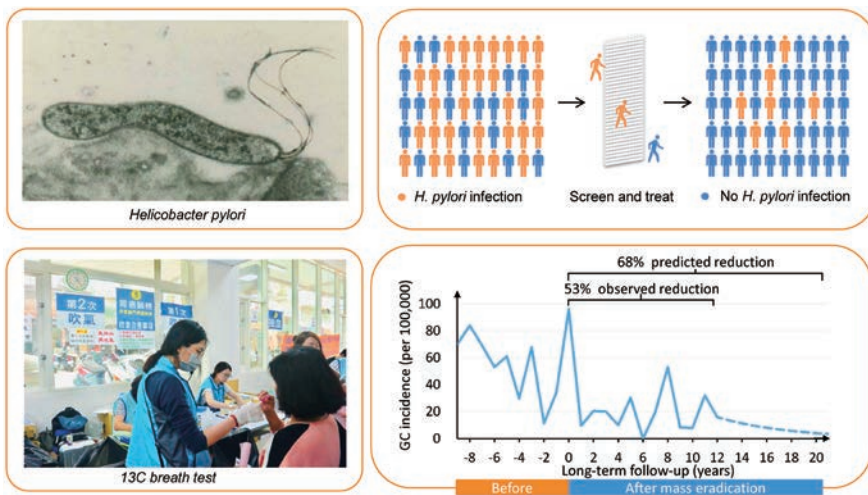 Helicobacter pylori
H. pylori infection
Screen and treat
No H. pylori infection
第2次
吹氣
第1次
吹氣
13C breath test
68% predicted reduction
53% observed reduction
GC incidence (per 100,000)
100
80
60
40
20
0
-8 -6 -4 -2 0 2 4 6 8 10 12 14 16 18 20
Long-term follow-up (years)
Before
After mass eradication